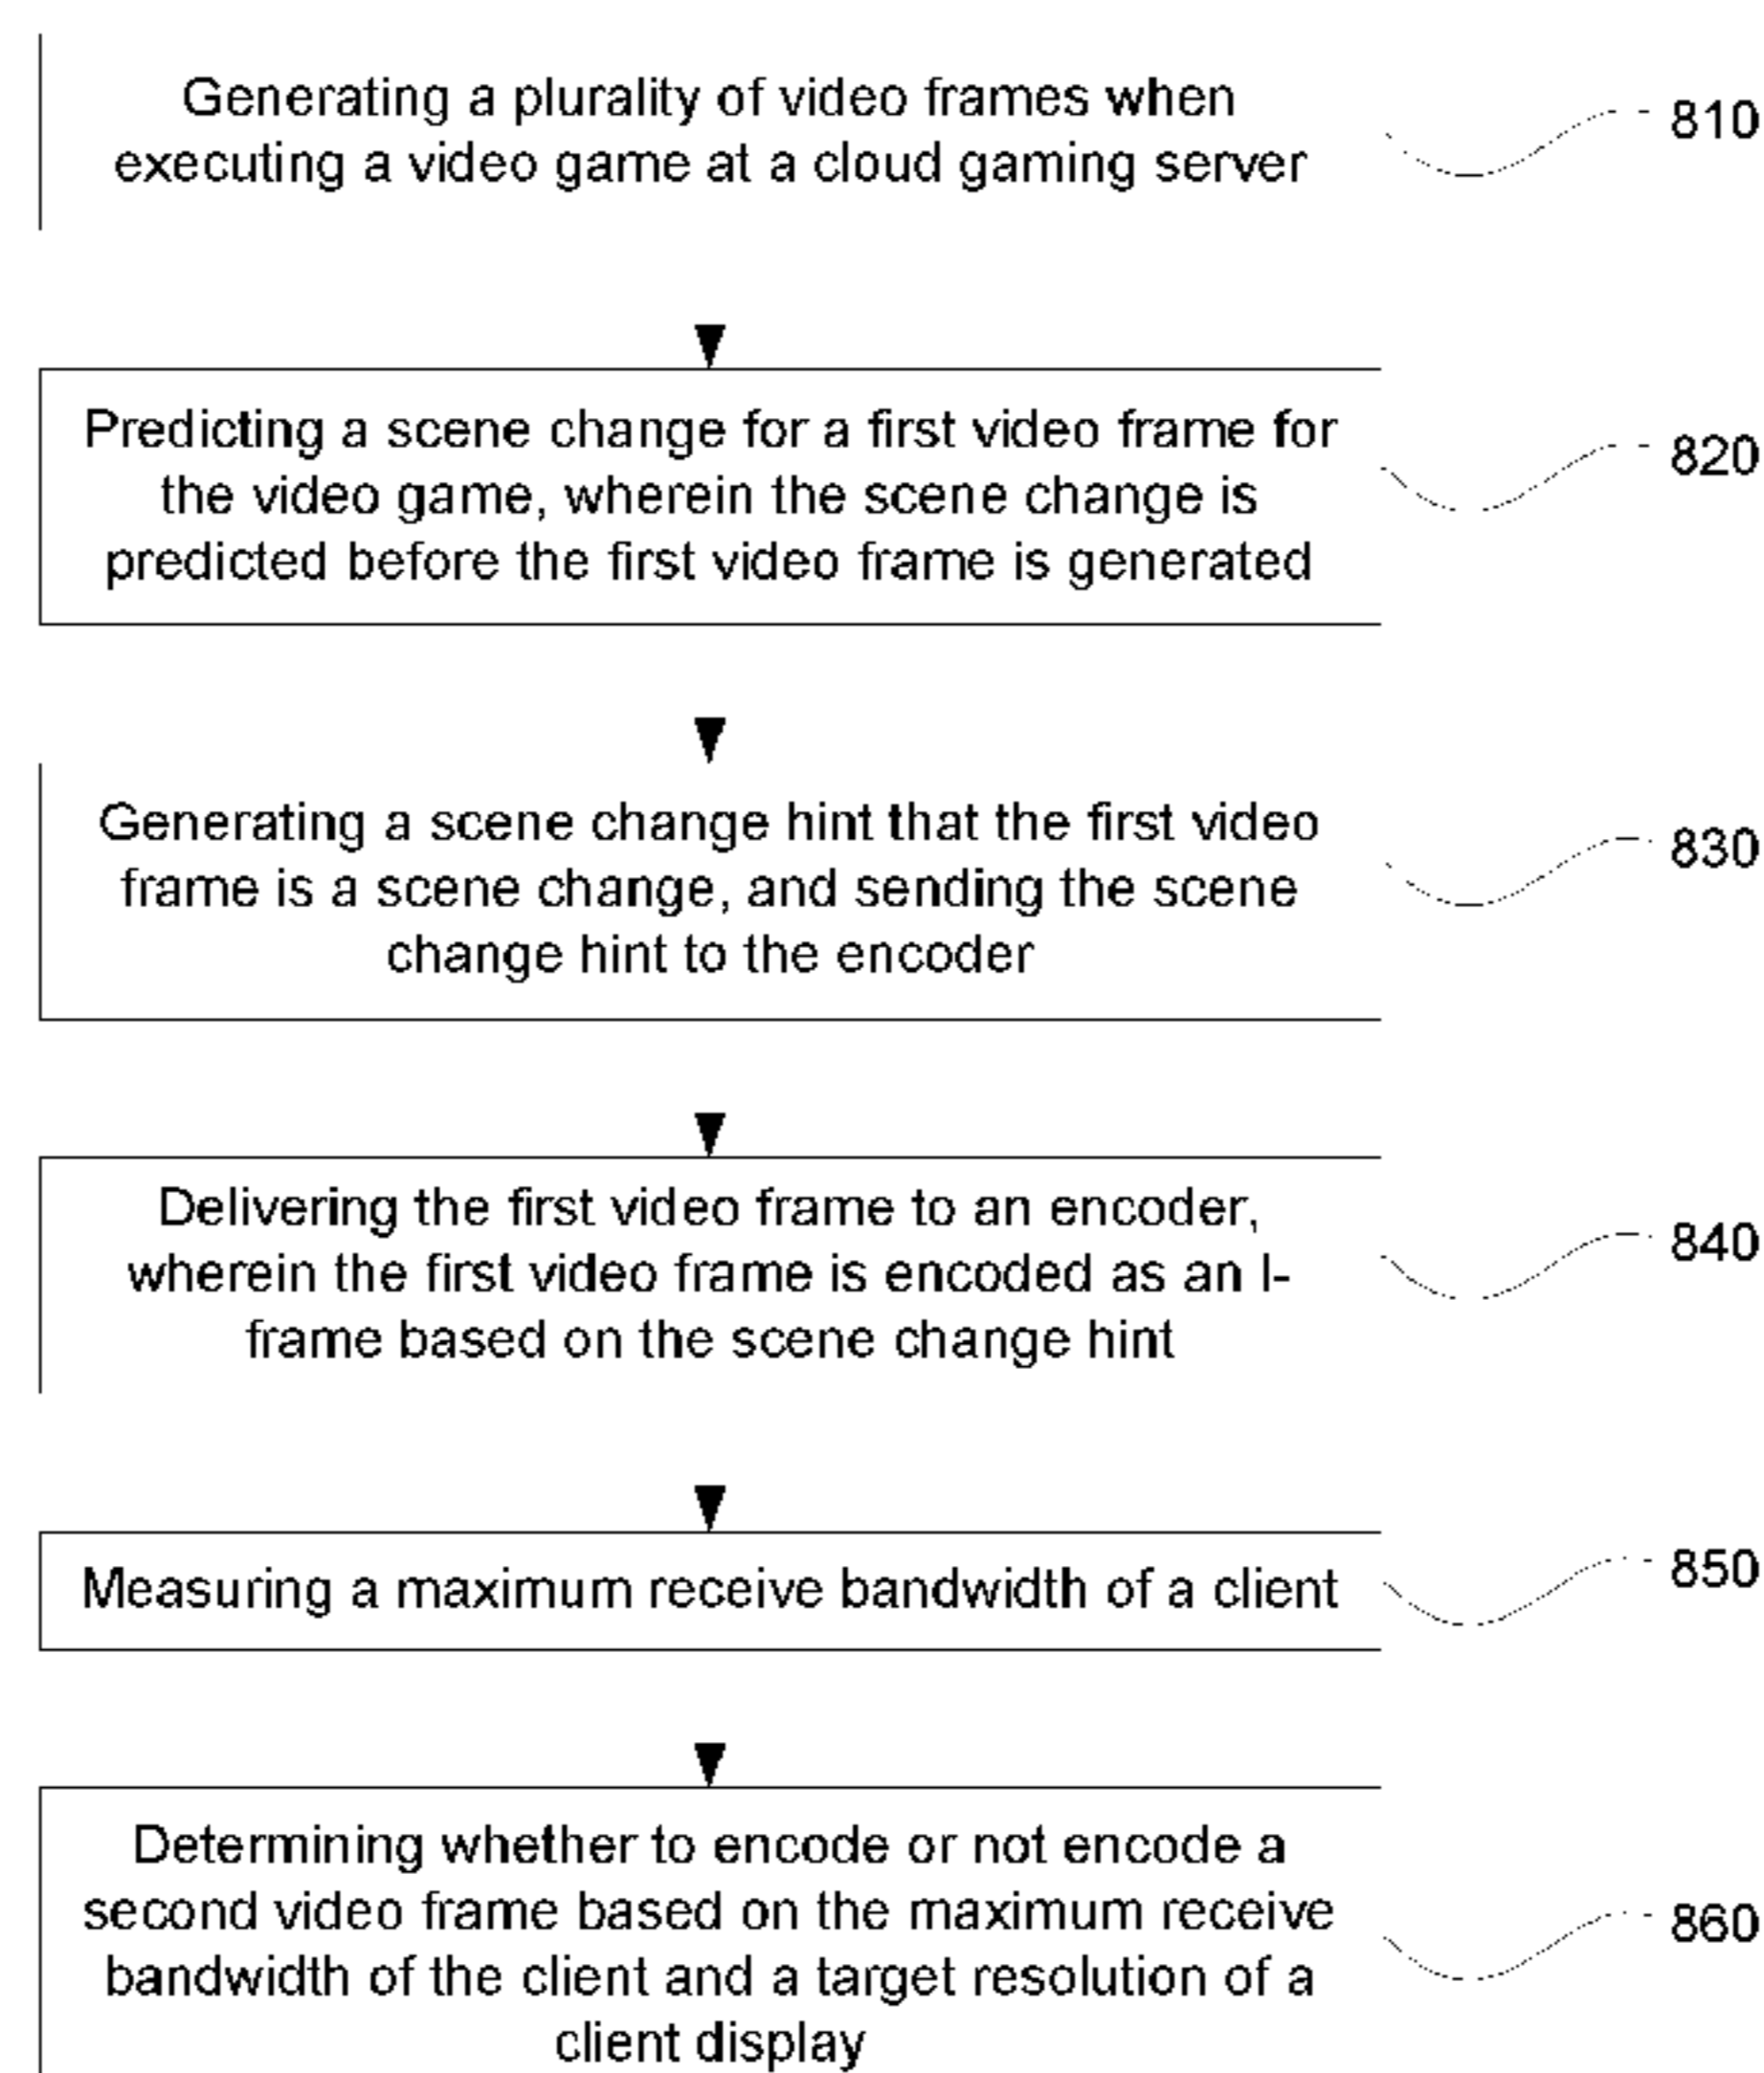 Generating a plurality of video frames when
executing a video game at a cloud gaming server
810
Predicting a scene change for a first video frame for
the video game, wherein the scene change is
predicted before the first video frame is generated
820
Generating a scene change hint that the first video
frame is a scene change, and sending the scene
change hint to the encoder
830
Delivering the first video frame to an encoder,
wherein the first video frame is encoded as an I-
frame based on the scene change hint
840
Measuring a maximum receive bandwidth of a client
850
Determining whether to encode or not encode a
second video frame based on the maximum receive
bandwidth of the client and a target resolution of a
client display
860